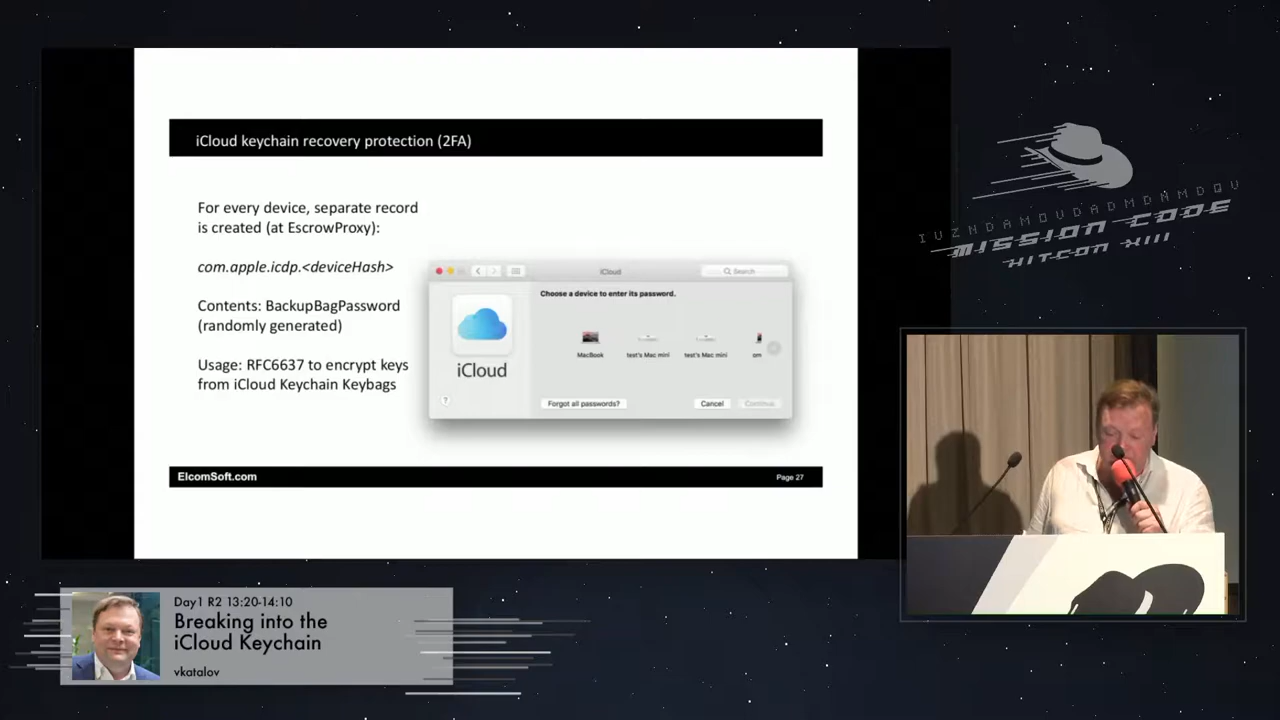 iCloud keychain recovery protection (2FA)
For every device, separate record
is created (at EscrowProxy):
com.apple.icdp.<deviceHash>
Contents: BackupBagPassword
(randomly generated)
Usage: RFC6637 to encrypt keys
from iCloud Keychain Keybags
iCloud
Search
Choose a device to enter its password.
MacBook
test's Mac mini
test's Mac mini
iCloud
?
Forgot all passwords?
Cancel
Continue
ElcomSoft.com
Page 27
IUZNDAMOUDADMDNMDQU
MISSION CODE
HITCON XIII
Day1 R2 13:20-14:10
Breaking into the
iCloud Keychain
vkatalov